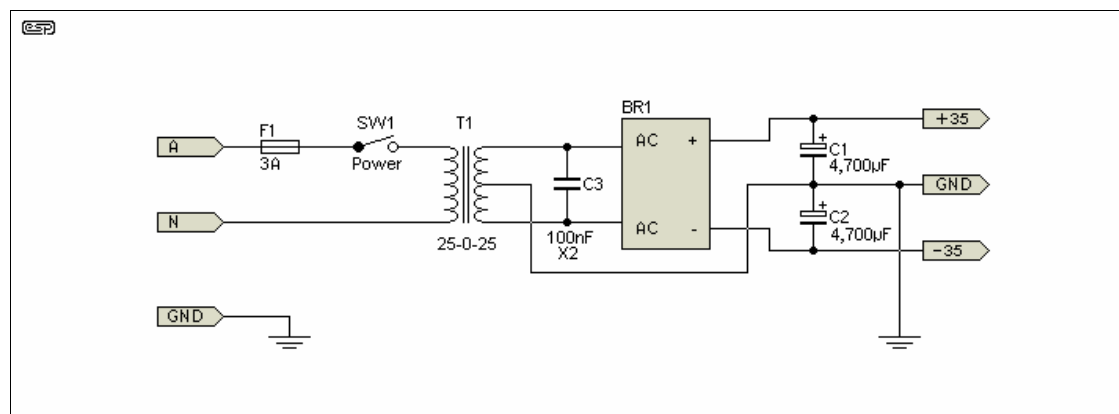 esp
A
F1
3A
SW1
Power
T1
25-0-25
N
GND
C3
100nF
X2
BR1
AC +
AC -
C1
4,700µF
C2
4,700µF
+35
GND
-35
+
+